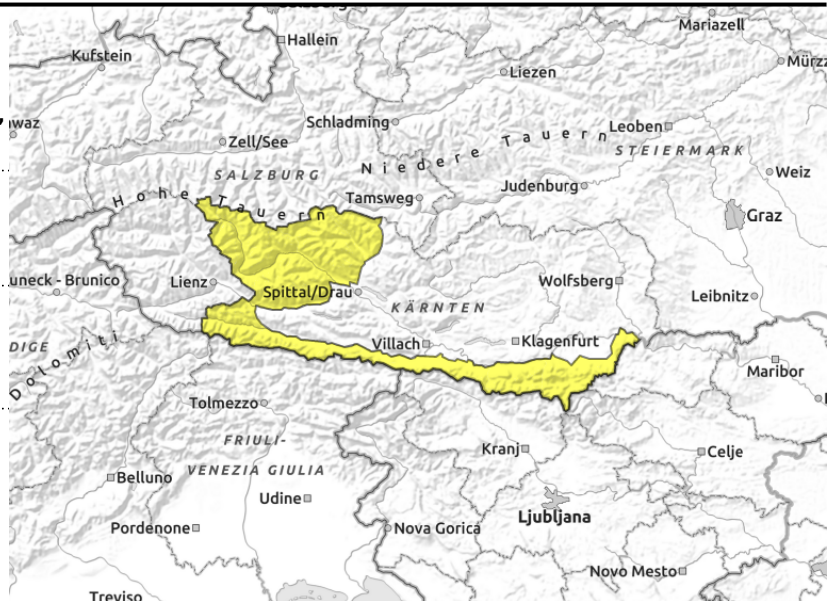 Hallein
Mariazell
Kufstein
Liezen
Schladming
Leoben
Zell/See
Niedere Tauern
STEIERMARK
SALZBURG
Weiz
Judenburg
Hohe Tauern
Tamsweg
Graz
uneck - Brunico
Lienz
Spittal/Drau
Wolfsberg
Leibnitz
KÄRNTEN
Villach
Klagenfurt
DIGE
Dolomiti
Maribor
Tolmezzo
FRIULI-
VENEZIA GIULIA
Kranj
Celje
Belluno
Udine
Ljubljana
Pordenone
Nova Gorica
Novo Mesto
Treviso